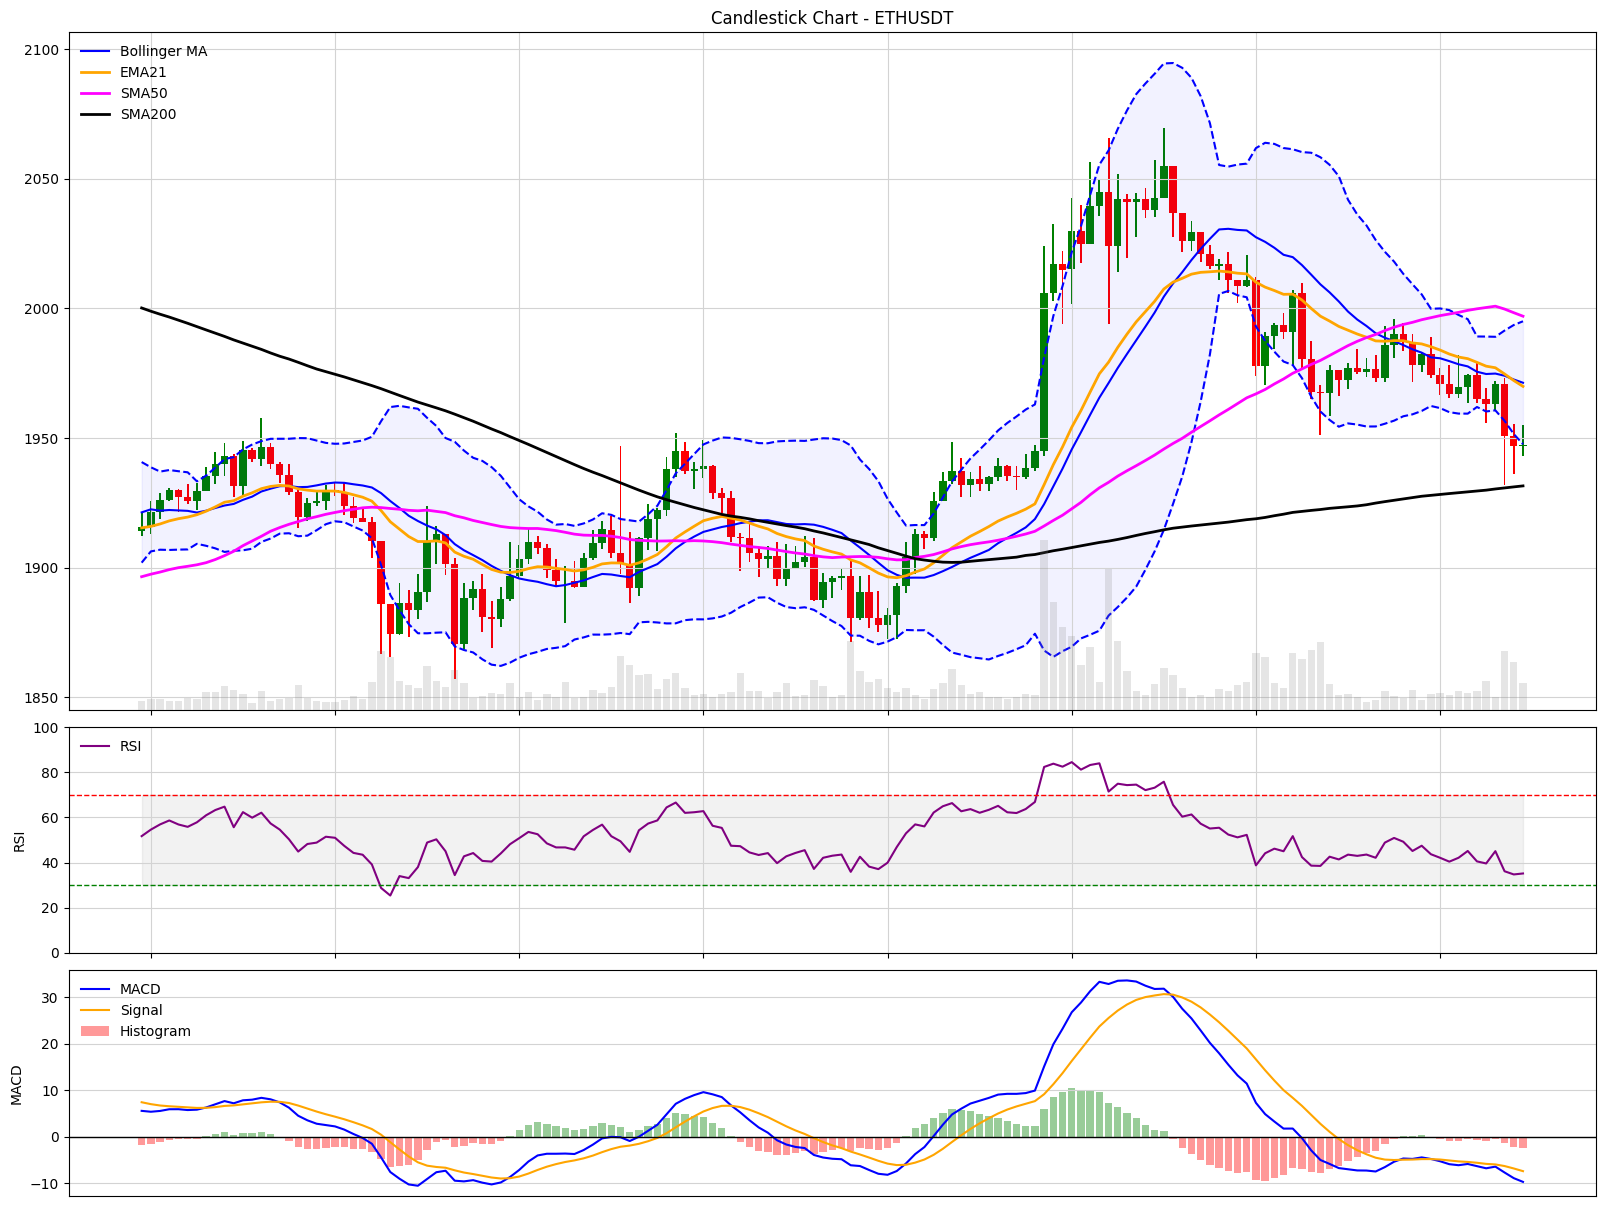 Candlestick Chart - ETHUSDT
2100
2050
2000
1950
1900
1850
Bollinger MA
EMA21
SMA50
SMA200
100
80
60
40
20
0
RSI
RSI
30
20
10
0
−10
MACD
MACD
Signal
Histogram